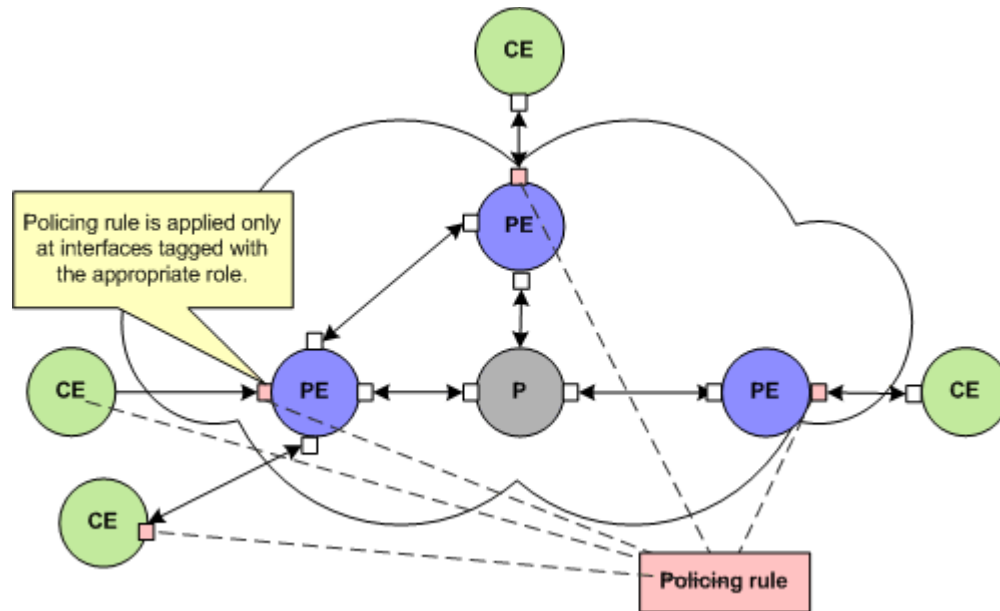 CE
PE
Policing rule is applied only
at interfaces tagged with
the appropriate role.
CE
PE
P
PE
CE
CE
Policing rule